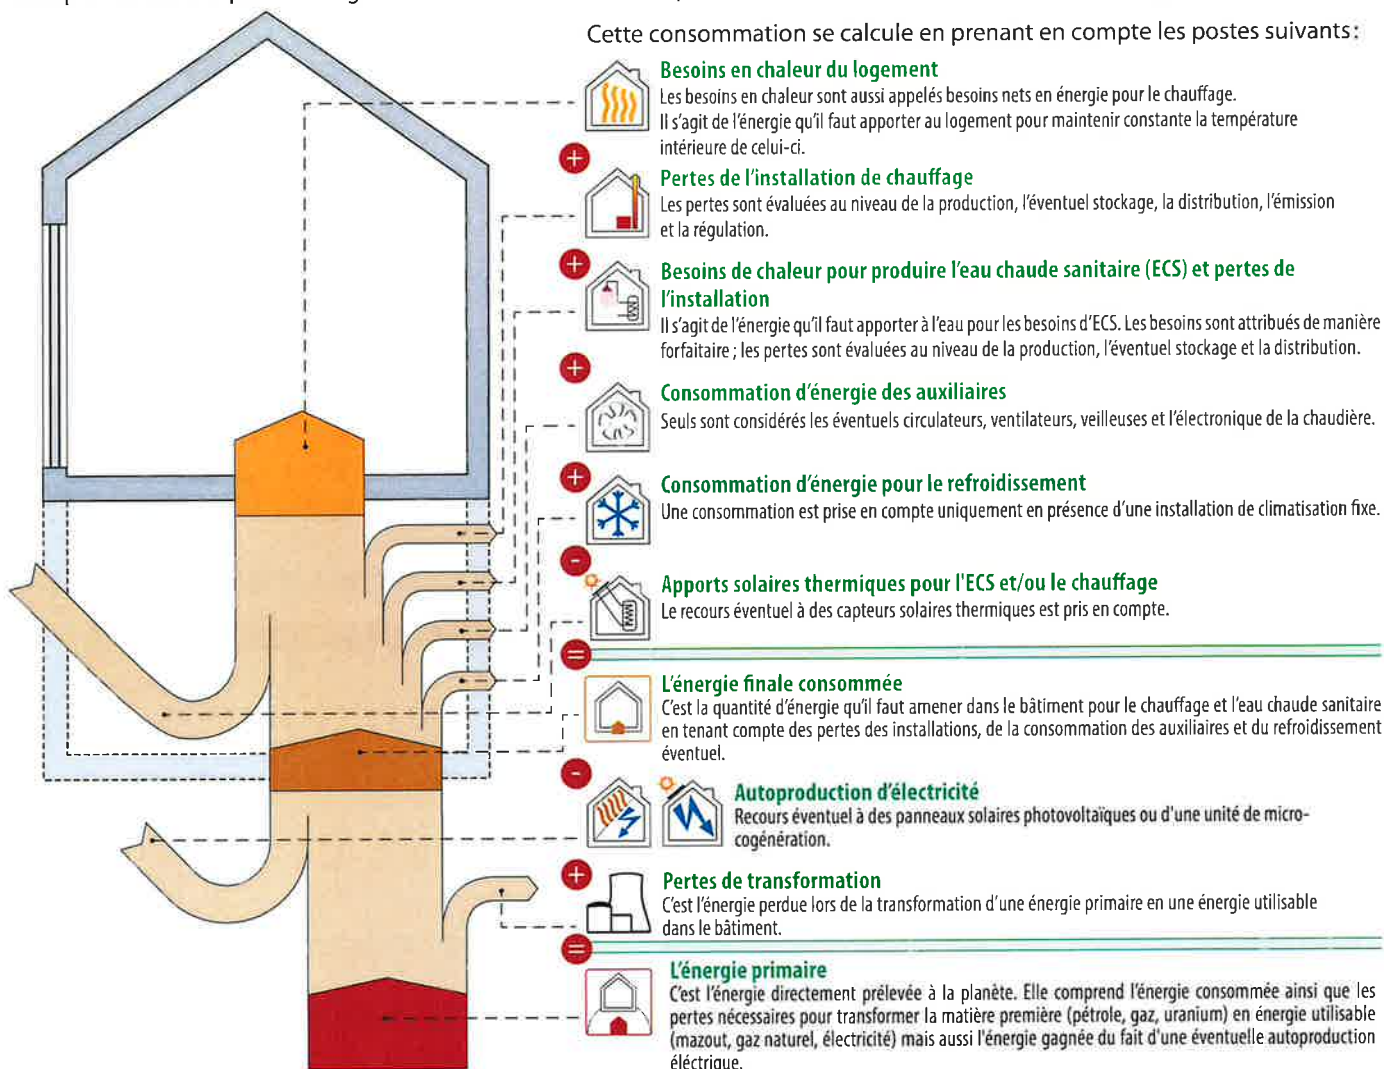 Cette consommation se calcule en prenant en compte les postes suivants :
Besoins en chaleur du logement
Les besoins en chaleur sont aussi appelés besoins nets en énergie pour le chauffage.
Il s'agit de l'énergie qu'il faut apporter au logement pour maintenir constante la température
intérieure de celui-ci.
+
Pertes de l'installation de chauffage
Les pertes sont évaluées au niveau de la production, l'éventuel stockage, la distribution, l'émission
et la régulation.
+
Besoins de chaleur pour produire l'eau chaude sanitaire (ECS) et pertes de
l'installation
Il s'agit de l'énergie qu'il faut apporter à l'eau pour les besoins d'ECS. Les besoins sont attribués de manière
forfaitaire ; les pertes sont évaluées au niveau de la production, l'éventuel stockage et la distribution.
+
Consommation d'énergie des auxiliaires
Seuls sont considérés les éventuels circulateurs, ventilateurs, veilleuses et l'électronique de la chaudière.
+
Consommation d'énergie pour le refroidissement
Une consommation est prise en compte uniquement en présence d'une installation de climatisation fixe.
-
Apports solaires thermiques pour l'ECS et/ou le chauffage
Le recours éventuel à des capteurs solaires thermiques est pris en compte.
=
L'énergie finale consommée
C'est la quantité d'énergie qu'il faut amener dans le bâtiment pour le chauffage et l'eau chaude sanitaire
en tenant compte des pertes des installations, de la consommation des auxiliaires et du refroidissement
éventuel.
-
Autoproduction d'électricité
Recours éventuel à des panneaux solaires photovoltaïques ou d'une unité de micro-
cogénération.
+
Pertes de transformation
C'est l'énergie perdue lors de la transformation d'une énergie primaire en une énergie utilisable
dans le bâtiment.
=
L'énergie primaire
C'est l'énergie directement prélevée à la planète. Elle comprend l'énergie consommée ainsi que les
pertes nécessaires pour transformer la matière première (pétrole, gaz, uranium) en énergie utilisable
(mazout, gaz naturel, électricité) mais aussi l'énergie gagnée du fait d'une éventuelle autoproduction
éléctrique.